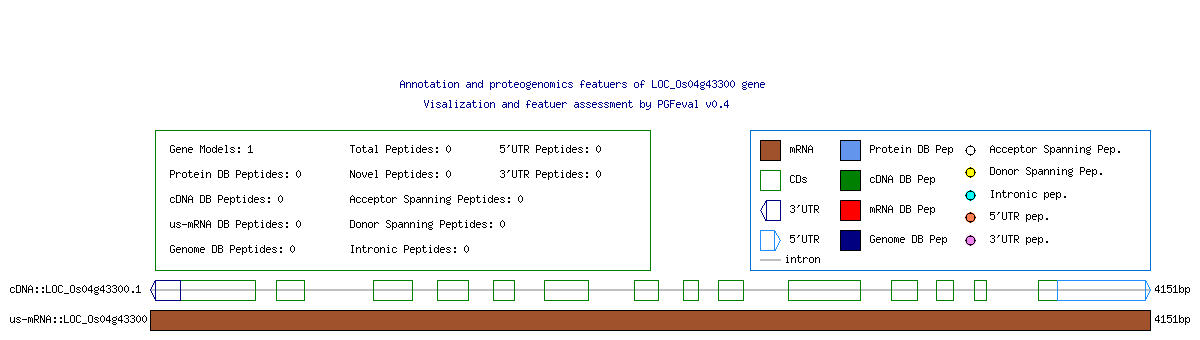 Annotation and proteogenomics featuers of LOC_Os04g43300 gene
Visalization and featuer assessment by PGFeval v0.4
Gene Models: 1 Total Peptides: 0 5'UTR Peptides: 0
Protein DB Peptides: 0 Novel Peptides: 0 3'UTR Peptides: 0
cDNA DB Peptides: 0 Acceptor Spanning Peptides: 0
us-mRNA DB Peptides: 0 Donor Spanning Peptides: 0
Genome DB Peptides: 0 Intronic Peptides: 0
mRNA Protein DB Pep Acceptor Spanning Pep.
CDs cDNA DB Pep Donor Spanning Pep.
3'UTR mRNA DB Pep Intronic pep.
5'UTR Genome DB Pep 5'UTR pep.
intron 3'UTR pep.
cDNA::LOC_Os04g43300.1 4151bp
us-mRNA::LOC_Os04g43300 4151bp